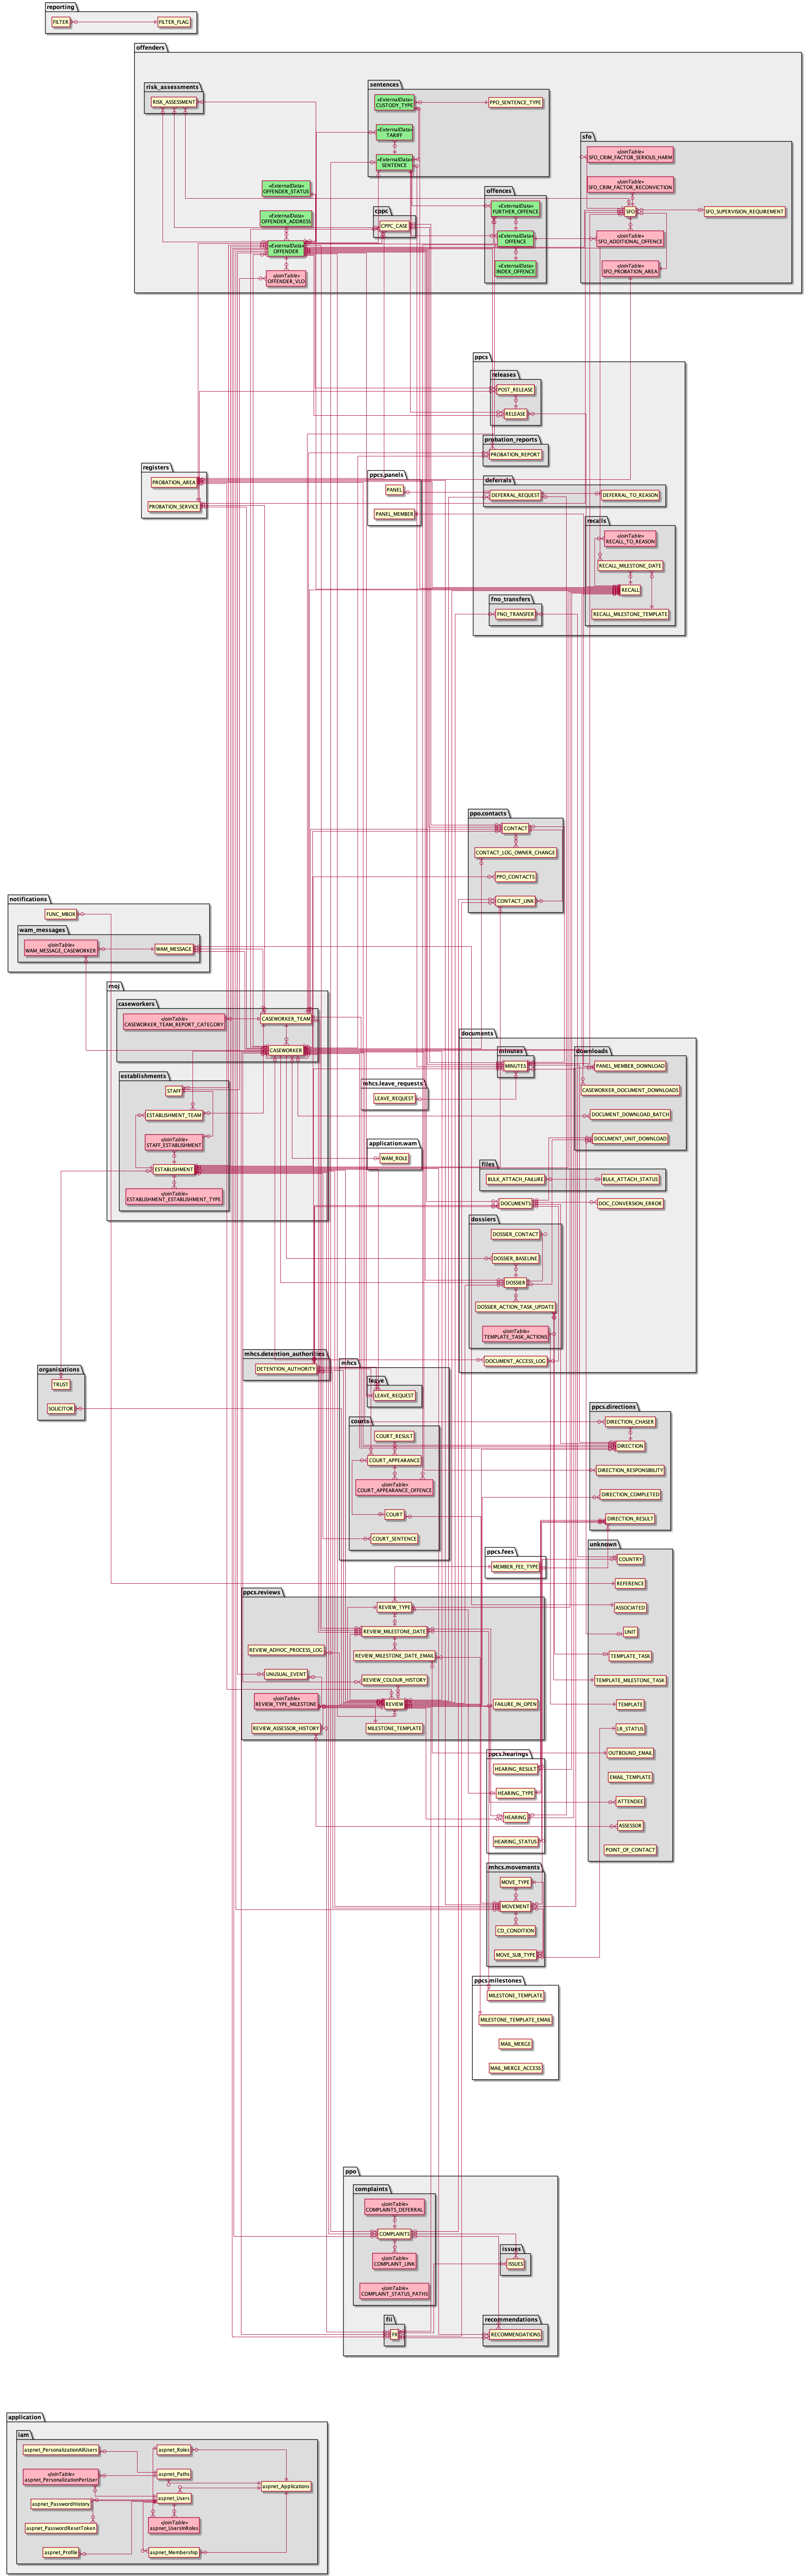 reporting
FILTER
FILTER_FLAG
offenders
risk_assessments
RISK_ASSESSMENT
sentences
«ExternalData»
CUSTODY_TYPE
PPO_SENTENCE_TYPE
«ExternalData»
TARIFF
«ExternalData»
SENTENCE
sfo
«JoinTable»
SFO_CRIM_FACTOR_SERIOUS_HARM
«JoinTable»
SFO_CRIM_FACTOR_RECONVICTION
SFO
SFO_SUPERVISION_REQUIREMENT
«JoinTable»
SFO_ADDITIONAL_OFFENCE
«JoinTable»
SFO_PROBATION_AREA
«ExternalData»
OFFENDER_STATUS
«ExternalData»
OFFENDER_ADDRESS
«ExternalData»
OFFENDER
«JoinTable»
OFFENDER_VLO
cppc
CPPC_CASE
offences
«ExternalData»
FURTHER_OFFENCE
«ExternalData»
OFFENCE
«ExternalData»
INDEX_OFFENCE
ppcs
releases
POST_RELEASE
RELEASE
probation_reports
PROBATION_REPORT
registers
PROBATION_AREA
PROBATION_SERVICE
ppcs.panels
PANEL
PANEL_MEMBER
deferrals
DEFERRAL_REQUEST
DEFERRAL_TO_REASON
recalls
«JoinTable»
RECALL_TO_REASON
RECALL_MILESTONE_DATE
RECALL
RECALL_MILESTONE_TEMPLATE
fno_transfers
FNO_TRANSFER
ppo.contacts
CONTACT
CONTACT_LOG_OWNER_CHANGE
PPO_CONTACTS
CONTACT_LINK
notifications
FUNC_MBOX
wam_messages
«JoinTable»
WAM_MESSAGE_CASEWORKER
WAM_MESSAGE
moj
caseworkers
«JoinTable»
CASEWORKER_TEAM_REPORT_CATEGORY
CASEWORKER_TEAM
CASEWORKER
establishments
STAFF
ESTABLISHMENT_TEAM
«JoinTable»
STAFF_ESTABLISHMENT
ESTABLISHMENT
«JoinTable»
ESTABLISHMENT_ESTABLISHMENT_TYPE
mhcs.leave_requests
LEAVE_REQUEST
application.wam
WAM_ROLE
documents
minutes
MINUTES
downloads
PANEL_MEMBER_DOWNLOAD
CASEWORKER_DOCUMENT_DOWNLOADS
DOCUMENT_DOWNLOAD_BATCH
DOCUMENT_UNIT_DOWNLOAD
files
BULK_ATTACH_FAILURE
BULK_ATTACH_STATUS
DOCUMENTS
DOC_CONVERSION_ERROR
dossiers
DOSSIER_CONTACT
DOSSIER_BASELINE
DOSSIER
DOSSIER_ACTION_TASK_UPDATE
«JoinTable»
TEMPLATE_TASK_ACTIONS
DOCUMENT_ACCESS_LOG
organisations
TRUST
SOLICITOR
mhcs.detention_authorities
DETENTION_AUTHORITY
mhcs
leave
LEAVE_REQUEST
courts
COURT_RESULT
COURT_APPEARANCE
«JoinTable»
COURT_APPEARANCE_OFFENCE
COURT
COURT_SENTENCE
ppcs.directions
DIRECTION_CHASER
DIRECTION
DIRECTION_RESPONSIBILITY
DIRECTION_COMPLETED
DIRECTION_RESULT
ppcs.fees
MEMBER_FEE_TYPE
unknown
COUNTRY
REFERENCE
ASSOCIATED
UNIT
TEMPLATE_TASK
TEMPLATE_MILESTONE_TASK
TEMPLATE
LR_STATUS
OUTBOUND_EMAIL
EMAIL_TEMPLATE
ATTENDEE
ASSESSOR
POINT_OF_CONTACT
ppcs.reviews
REVIEW_TYPE
REVIEW_MILESTONE_DATE
REVIEW_ADHOC_PROCESS_LOG
REVIEW_MILESTONE_DATE_EMAIL
UNUSUAL_EVENT
REVIEW_COLOUR_HISTORY
«JoinTable»
REVIEW_TYPE_MILESTONE
REVIEW
FAILURE_IN_OPEN
REVIEW_ASSESSOR_HISTORY
MILESTONE_TEMPLATE
ppcs.hearings
HEARING_RESULT
HEARING_TYPE
HEARING
HEARING_STATUS
mhcs.movements
MOVE_TYPE
MOVEMENT
CD_CONDITION
MOVE_SUB_TYPE
ppcs.milestones
MILESTONE_TEMPLATE
MILESTONE_TEMPLATE_EMAIL
MAIL_MERGE
MAIL_MERGE_ACCESS
ppo
complaints
«JoinTable»
COMPLAINTS_DEFERRAL
COMPLAINTS
«JoinTable»
COMPLAINT_LINK
«JoinTable»
COMPLAINT_STATUS_PATHS
issues
ISSUES
fii
FII
recommendations
RECOMMENDATIONS
application
iam
aspnet_PersonalizationAllUsers
aspnet_Roles
«JoinTable»
aspnet_PersonalizationPerUser
aspnet_Paths
aspnet_Applications
aspnet_PasswordHistory
aspnet_Users
aspnet_PasswordResetToken
«JoinTable»
aspnet_UsersInRoles
aspnet_Profile
aspnet_Membership